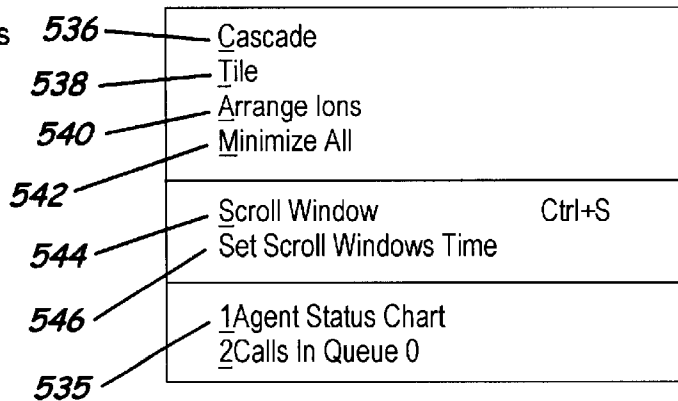 s 536 Cascade
538 Tile
540 Arrange Ions
542 Minimize All
544 Scroll Window Ctrl+S
546 Set Scroll Windows Time
535 1Agent Status Chart
2Calls In Queue 0